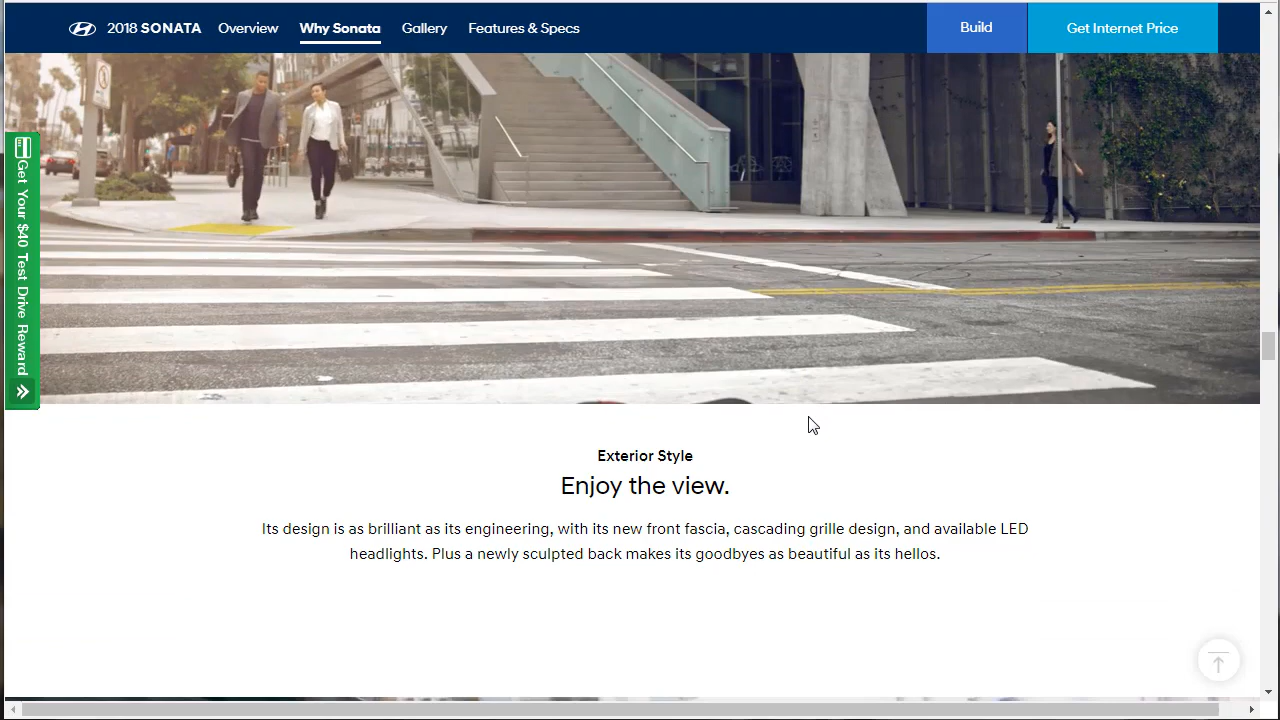 2018 SONATA Overview Why Sonata Gallery Features & Specs Build Get Internet Price
Get Your $40 Test Drive Reward
Exterior Style
Enjoy the view.
Its design is as brilliant as its engineering, with its new front fascia, cascading grille design, and available LED
headlights. Plus a newly sculpted back makes its goodbyes as beautiful as its hellos.